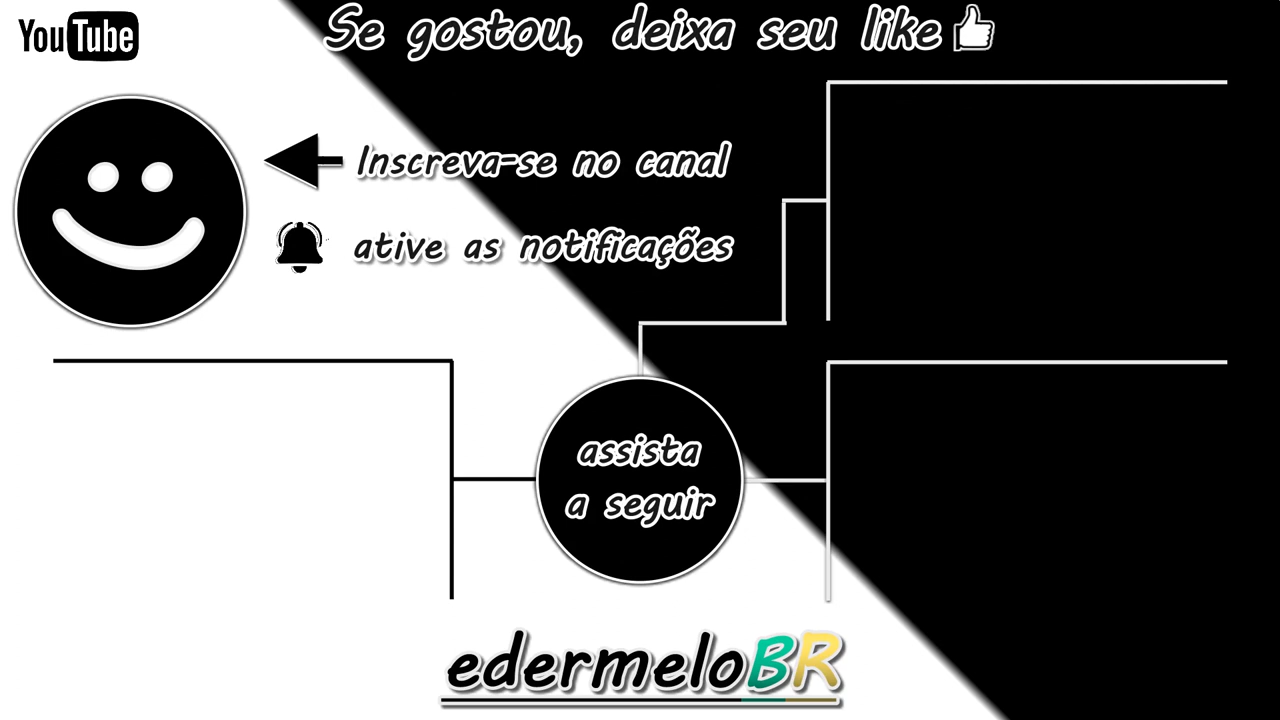 YouTube
Se gostou, deixa seu like
Inscreva-se no canal
ative as notificações
assista
a seguir
edermeloBR